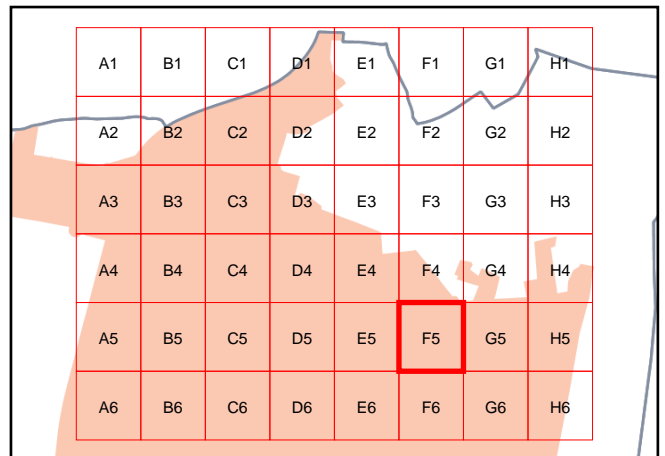 A1 B1 C1 D1 E1 F1 G1 H1
A2 B2 C2 D2 E2 F2 G2 H2
A3 B3 C3 D3 E3 F3 G3 H3
A4 B4 C4 D4 E4 F4 G4 H4
A5 B5 C5 D5 E5 F5 G5 H5
A6 B6 C6 D6 E6 F6 G6 H6